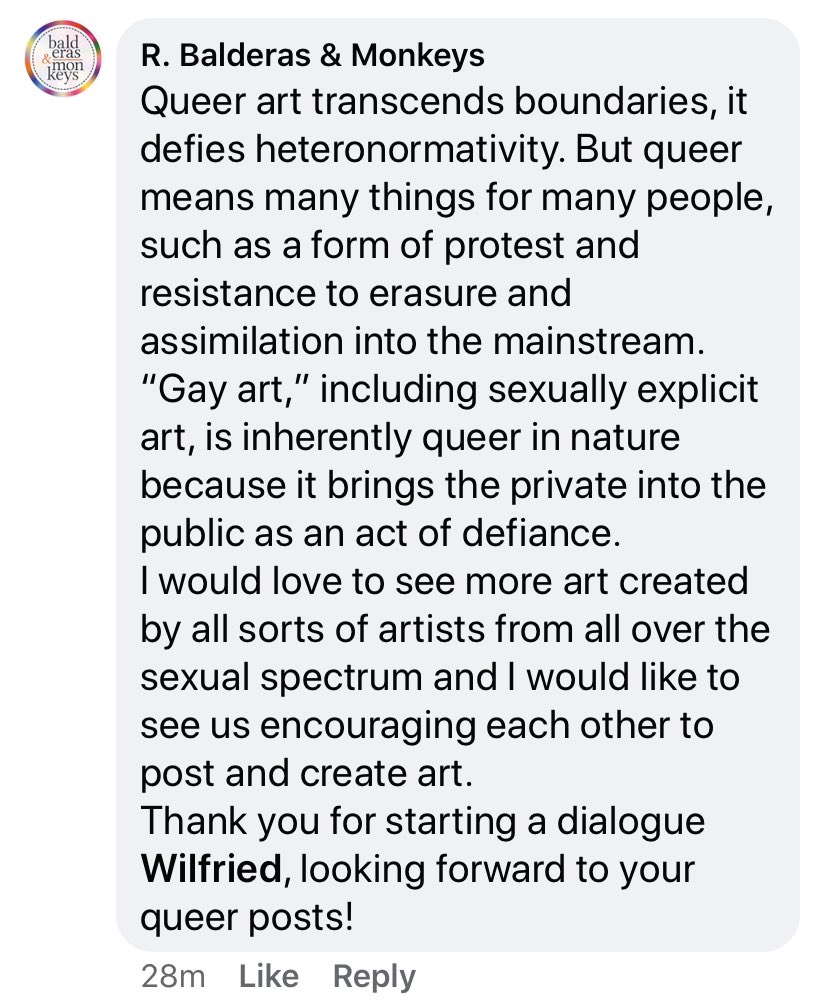 bald
eras
& mon
keys
R. Balderas & Monkeys
Queer art transcends boundaries, it
defies heteronormativity. But queer
means many things for many people,
such as a form of protest and
resistance to erasure and
assimilation into the mainstream.
“Gay art,” including sexually explicit
art, is inherently queer in nature
because it brings the private into the
public as an act of defiance.
I would love to see more art created
by all sorts of artists from all over the
sexual spectrum and I would like to
see us encouraging each other to
post and create art.
Thank you for starting a dialogue
Wilfried, looking forward to your
queer posts!
28m Like Reply